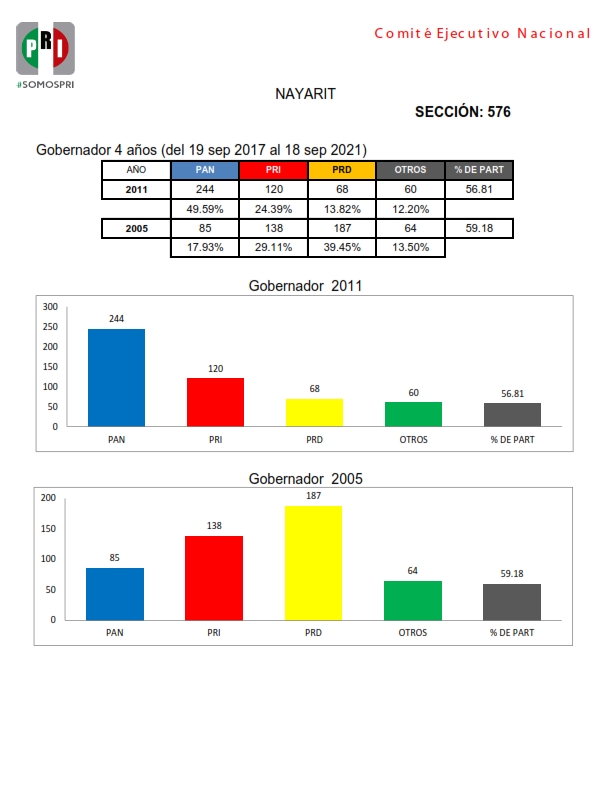 PRI
#SOMOSPRI
Comité Ejecutivo Nacional
NAYARIT
SECCIÓN: 576
Gobernador 4 años (del 19 sep 2017 al 18 sep 2021)
AÑO PAN PRI PRD OTROS % DE PART
2011 244 120 68 60 56.81
49.59% 24.39% 13.82% 12.20%
2005 85 138 187 64 59.18
17.93% 29.11% 39.45% 13.50%
Gobernador 2011
300
250
200
150
100
50
0
244
120
68
60
56.81
PAN PRI PRD OTROS % DE PART
Gobernador 2005
200
150
100
50
0
85
138
187
64
59.18
PAN PRI PRD OTROS % DE PART